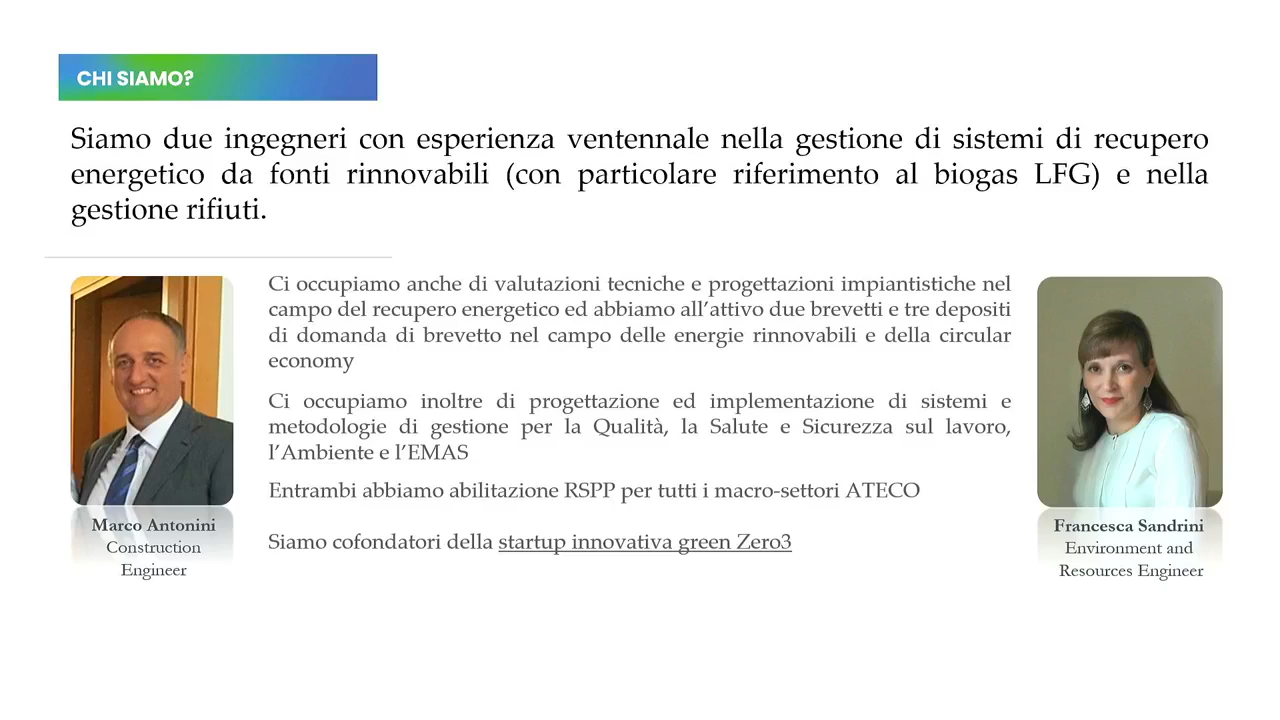 CHI SIAMO?
Siamo due ingegneri con esperienza ventennale nella gestione di sistemi di recupero
energetico da fonti rinnovabili (con particolare riferimento al biogas LFG) e nella
gestione rifiuti.
Ci occupiamo anche di valutazioni tecniche e progettazioni impiantistiche nel
campo del recupero energetico ed abbiamo all’attivo due brevetti e tre depositi
di domanda di brevetto nel campo delle energie rinnovabili e della circular
economy
Ci occupiamo inoltre di progettazione ed implementazione di sistemi e
metodologie di gestione per la Qualità, la Salute e Sicurezza sul lavoro,
l’Ambiente e l’EMAS
Entrambi abbiamo abilitazione RSPP per tutti i macro-settori ATECO
Siamo cofondatori della startup innovativa green Zero3
Marco Antonini
Construction
Engineer
Francesca Sandrini
Environment and
Resources Engineer